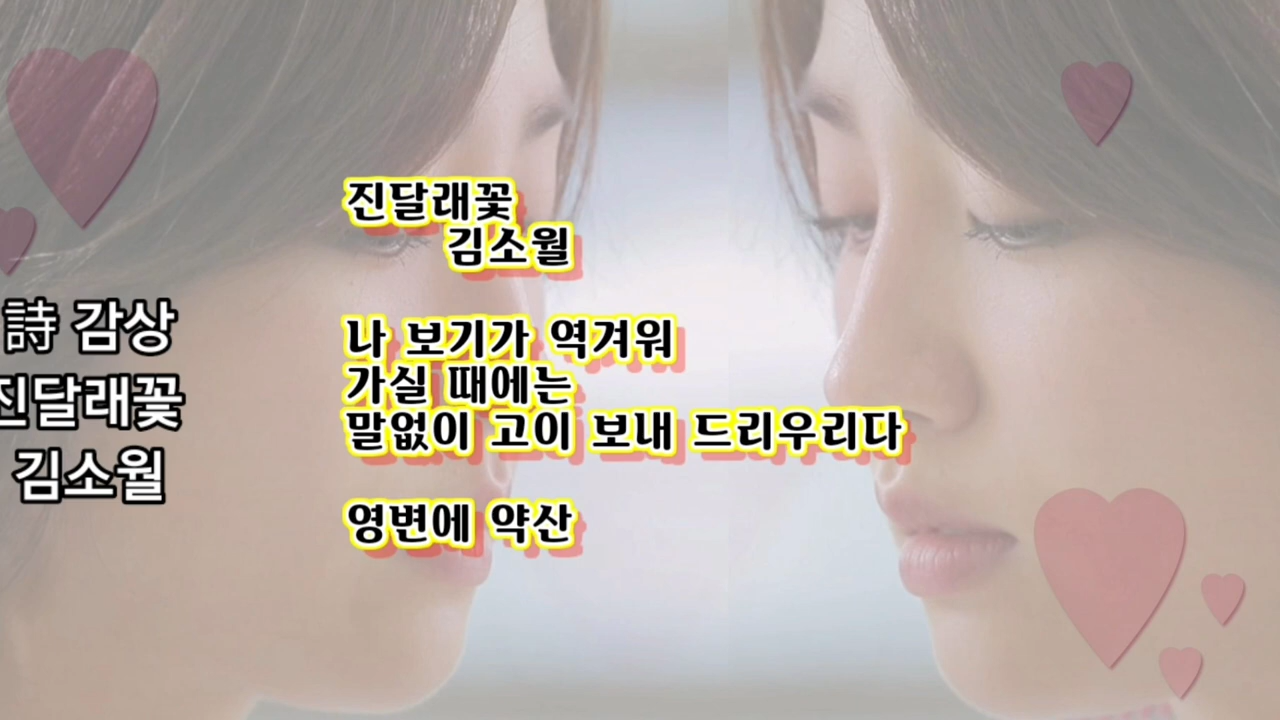 詩 감상
진달래꽃
김소월
진달래꽃
김소월
나 보기가 역겨워
가실 때에는
말없이 고이 보내 드리우리다
영변에 약산